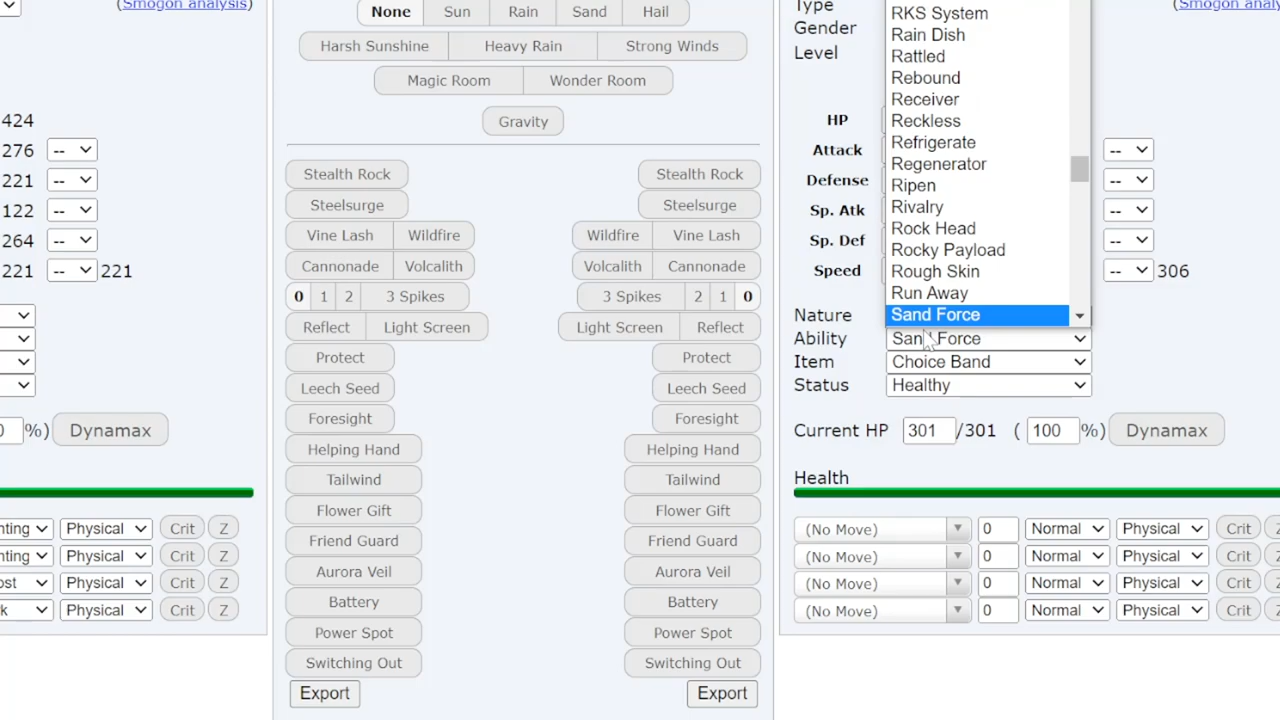 (Smogon analysis)
424
276 --
221 --
122 --
264 --
221 -- 221
%) Dynamax
nting Physical Crit Z
nting Physical Crit Z
ost Physical Crit Z
k Physical Crit Z
None Sun Rain Sand Hail
Harsh Sunshine Heavy Rain Strong Winds
Magic Room Wonder Room
Gravity
Stealth Rock Stealth Rock
Steelsurge Steelsurge
Vine Lash Wildfire Wildfire Vine Lash
Cannonade Volcalith Volcalith Cannonade
0 1 2 3 Spikes 3 Spikes 2 1 0
Reflect Light Screen Light Screen Reflect
Protect Protect
Leech Seed Leech Seed
Foresight Foresight
Helping Hand Helping Hand
Tailwind Tailwind
Flower Gift Flower Gift
Friend Guard Friend Guard
Aurora Veil Aurora Veil
Battery Battery
Power Spot Power Spot
Switching Out Switching Out
Export Export
Type (Smogon analy
Gender
Level
HP
Attack --
Defense --
Sp. Atk --
Sp. Def --
Speed -- 306
RKS System
Rain Dish
Rattled
Rebound
Receiver
Reckless
Refrigerate
Regenerator
Ripen
Rivalry
Rock Head
Rocky Payload
Rough Skin
Run Away
Sand Force
Nature
Ability Sand Force
Item Choice Band
Status Healthy
Current HP 301 /301 ( 100 %) Dynamax
Health
(No Move) 0 Normal Physical Crit Z
(No Move) 0 Normal Physical Crit Z
(No Move) 0 Normal Physical Crit Z
(No Move) 0 Normal Physical Crit Z